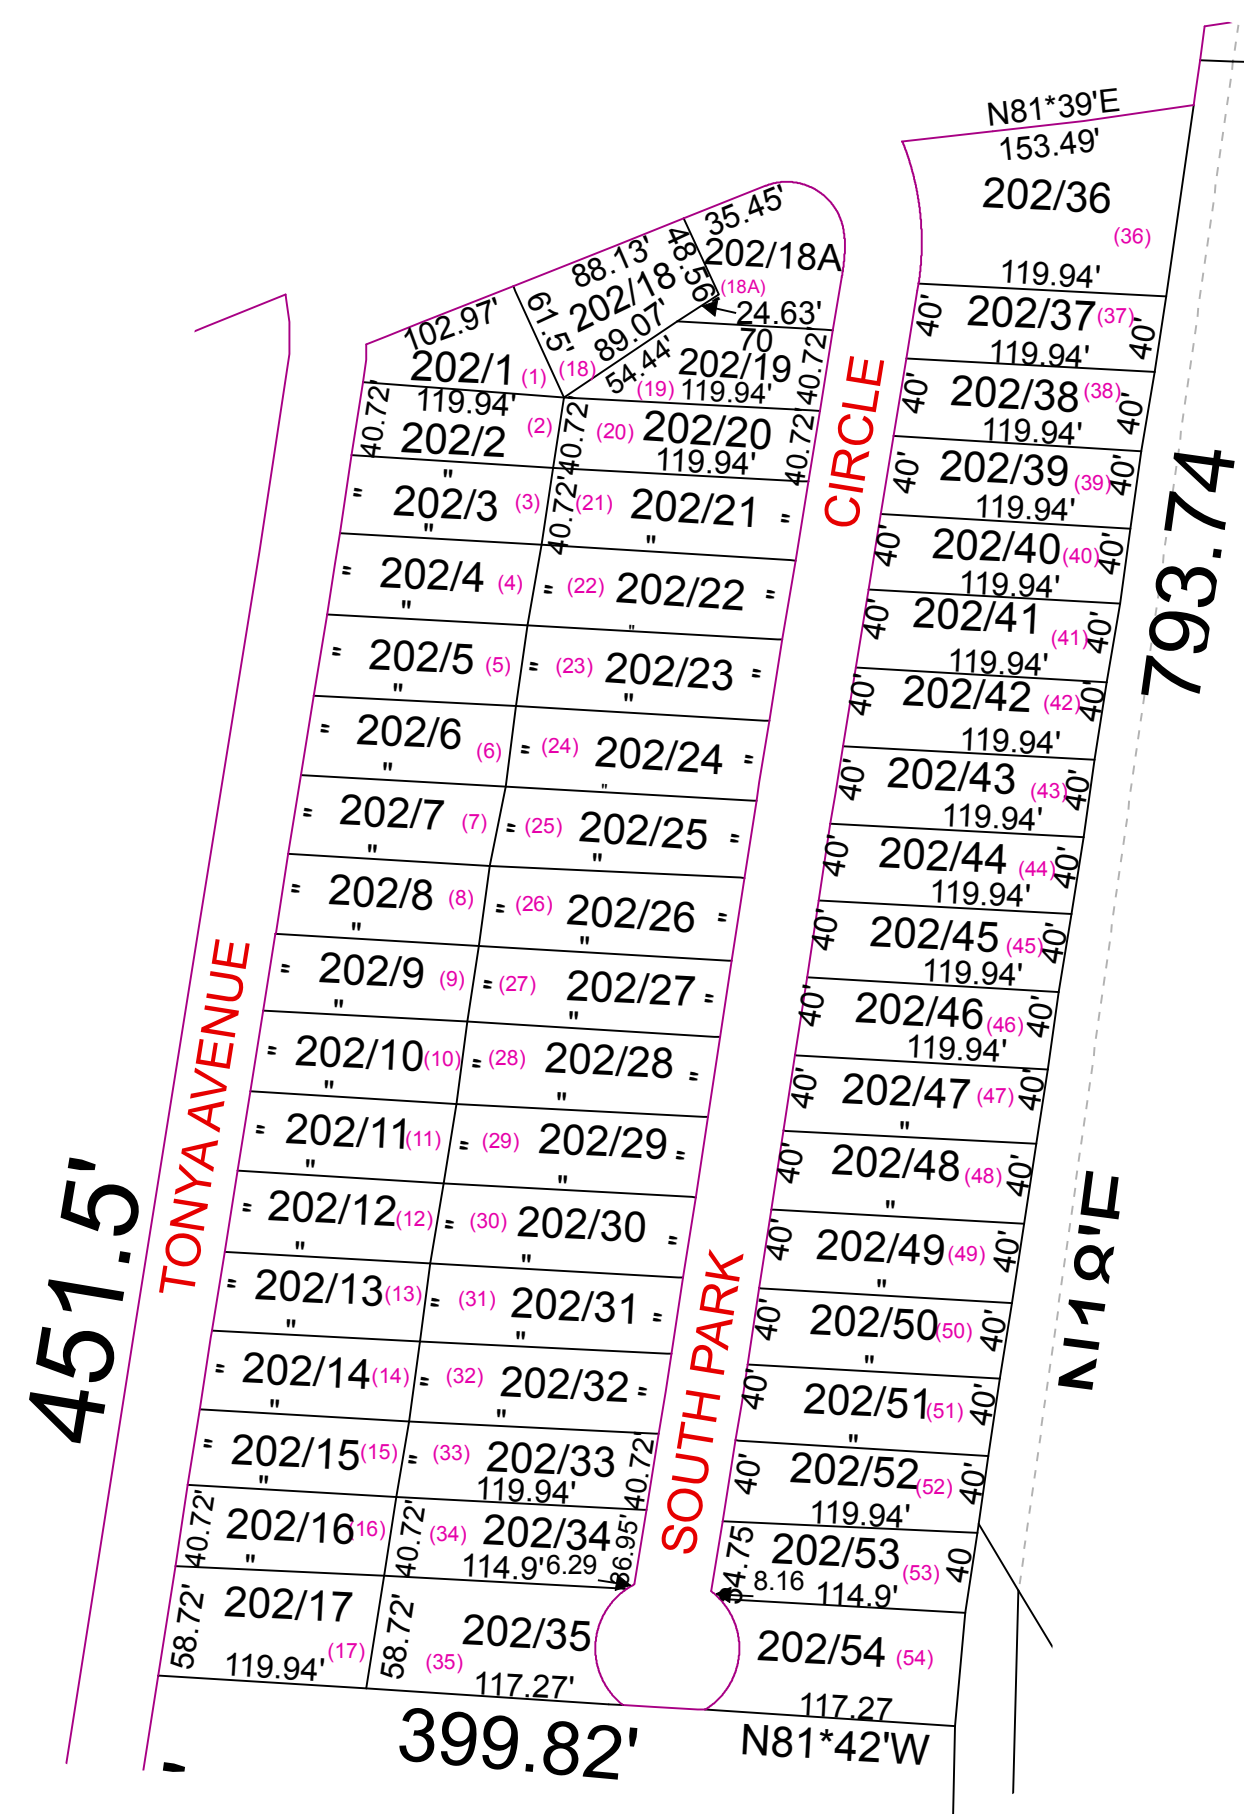 N81*39'E
153.49'
202/36
(36)
119.94'
40' 202/37 (37) 40'
119.94'
40' 202/38 (38) 40'
119.94'
40' 202/39 (39) 40'
119.94'
40' 202/40 (40) 40'
119.94'
40' 202/41 (41) 40'
119.94'
40' 202/42 (42) 40'
119.94'
40' 202/43 (43) 40'
119.94'
40' 202/44 (44) 40'
119.94'
40' 202/45 (45) 40'
119.94'
40' 202/46 (46) 40'
119.94'
40' 202/47 (47) 40'
"
40' 202/48 (48) 40'
"
40' 202/49 (49) 40'
"
40' 202/50 (50) 40'
"
40' 202/51 (51) 40'
"
40' 202/52 (52) 40'
119.94'
202/53 (53) 40
8.16 114.9'
202/54 (54)
117.27
N81*42'W
793.74
35.45'
202/18A
(18A)
48.56
24.63'
88.13'
202/18
(18)
61.5'
89.07'
70
202/19
54.44'
(19) 119.94'
40.72'
102.97'
202/1 (1)
119.94'
40.72' 202/2 (2)
"
= 202/3 (3)
"
= 202/4 (4)
"
= 202/5 (5)
"
= 202/6 (6)
"
= 202/7 (7)
"
= 202/8 (8)
"
= 202/9 (9)
"
= 202/10 (10)
"
= 202/11 (11)
"
= 202/12 (12)
"
= 202/13 (13)
"
= 202/14 (14)
"
= 202/15 (15)
"
40.72' 202/16 (16)
"
58.72' 202/17 (17)
119.94'
40.72 (20) 202/20 40.72'
119.94'
40.72' (21) 202/21 =
"
= (22) 202/22 =
"
= (23) 202/23 =
"
= (24) 202/24 =
"
= (25) 202/25 =
"
= (26) 202/26 =
"
= (27) 202/27 =
"
= (28) 202/28 =
"
= (29) 202/29 =
"
= (30) 202/30 =
"
= (31) 202/31 =
"
= (32) 202/32 =
"
= (33) 202/33 40.72'
119.94'
40.72' (34) 202/34
114.9' 6.29
58.72' (35) 202/35
117.27'
399.82'
451.5'
TONYA AVENUE
SOUTH PARK
CIRCLE